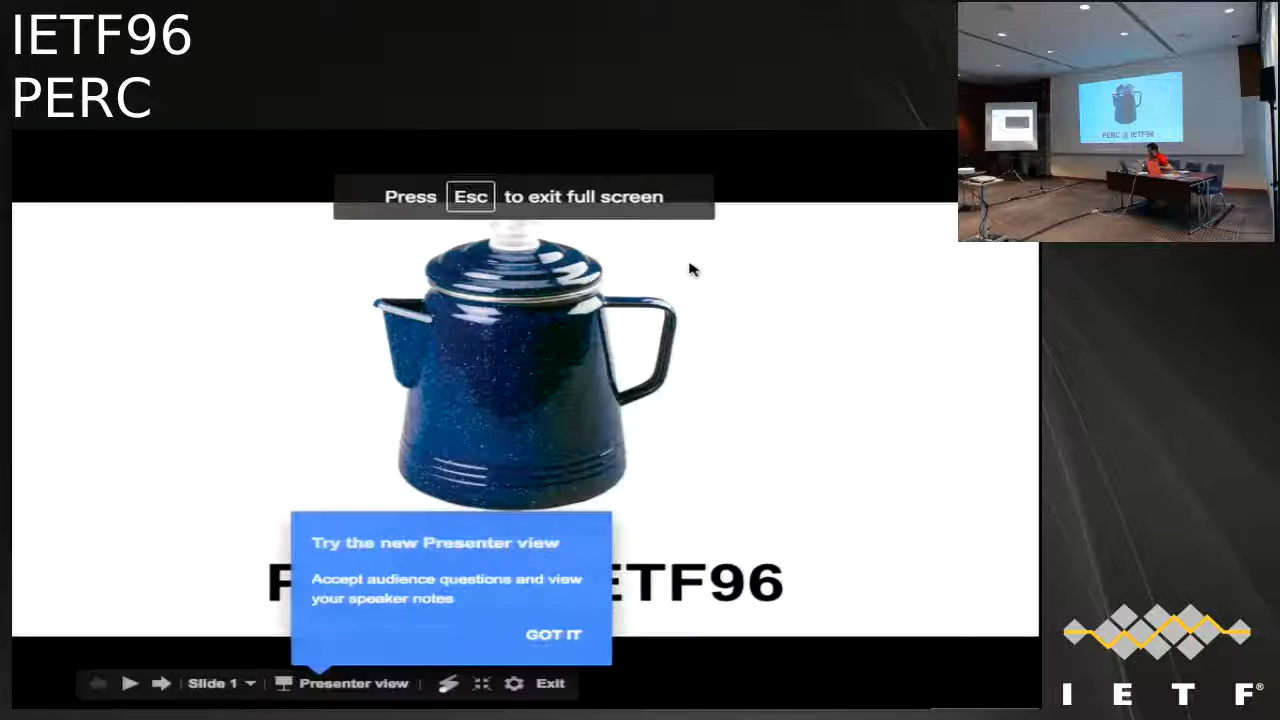 IETF96
PERC
PERC @ IETF96
Press Esc to exit full screen
Try the new Presenter view
Accept audience questions and view
your speaker notes
GOT IT
P
ETF96
Slide 1
Presenter view
Exit
I E T F®